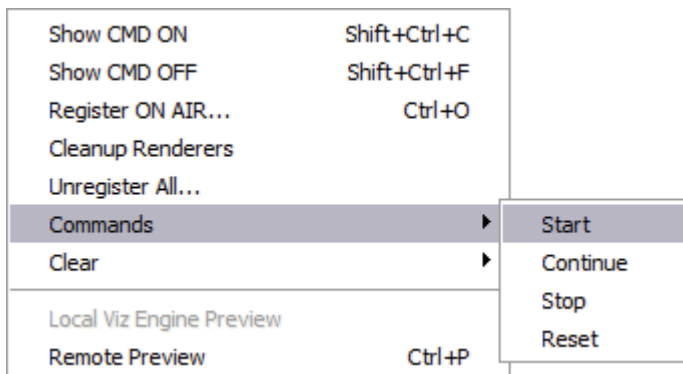 Show CMD ON Shift+Ctrl+C
Show CMD OFF Shift+Ctrl+F
Register ON AIR... Ctrl+O
Cleanup Renderers
Unregister All...
Commands
Start
Clear
Continue
Stop
Local Viz Engine Preview
Reset
Remote Preview Ctrl+P